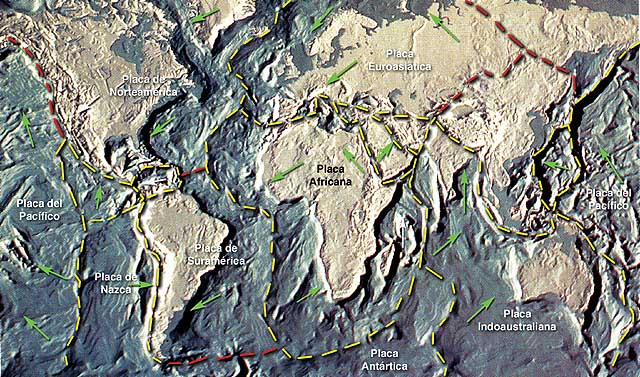 Placa
Euroasiática
Placa de
Norteamérica
Placa
Africana
Placa del
Pacífico
Placa del
Pacífico
Placa de
Suramérica
Placa de
Nazca
Placa
Indoaustraliana
Placa
Antártica